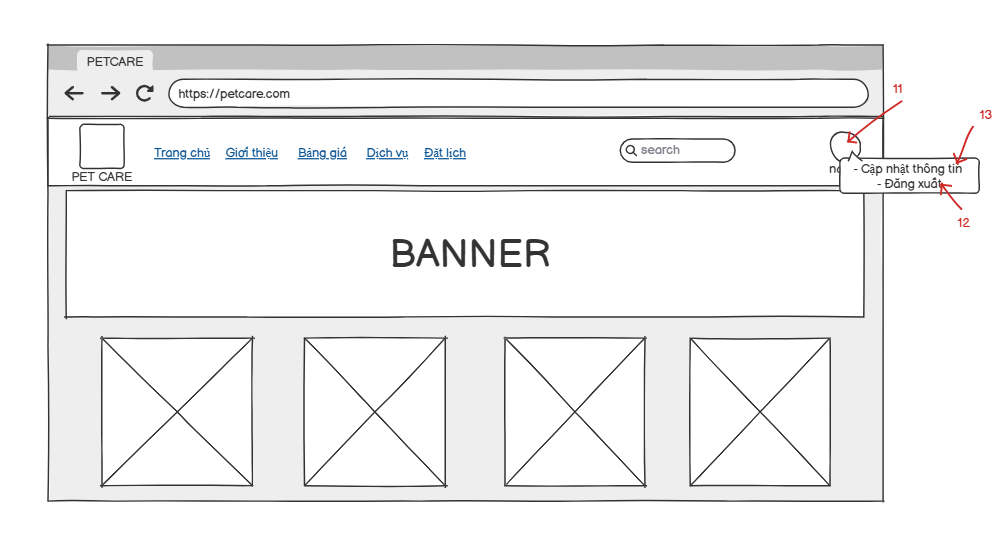 PETCARE
https://petcare.com
11
13
Trang chủ Giới thiệu Bảng giá Dịch vụ Đặt lịch search
PET CARE
- Cập nhật thông tin
- Đăng xuất
12
BANNER